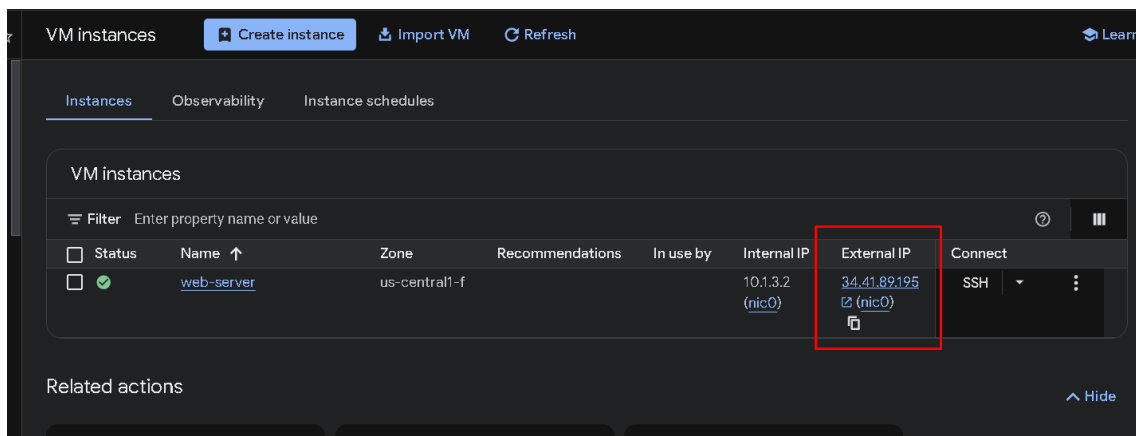 VM instances Create instance Import VM Refresh Learn
Instances Observability Instance schedules
VM instances
Filter Enter property name or value
Status Name Zone Recommendations In use by Internal IP External IP Connect
web-server us-central1-f 10.1.3.2 34.41.89.195 SSH
(nic0) (nic0)
Related actions
Hide